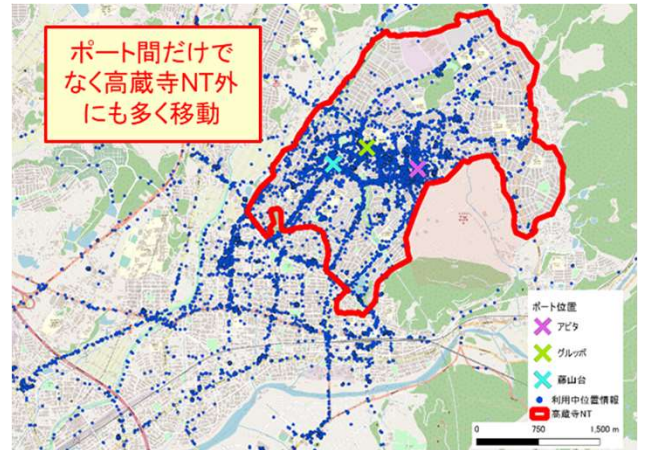 ポート間だけで
なく高蔵寺NT外
にも多く移動
ポート位置
アピタ
グルッポ
藤山台
利用中位置情報
高蔵寺NT
0 750 1,500 m